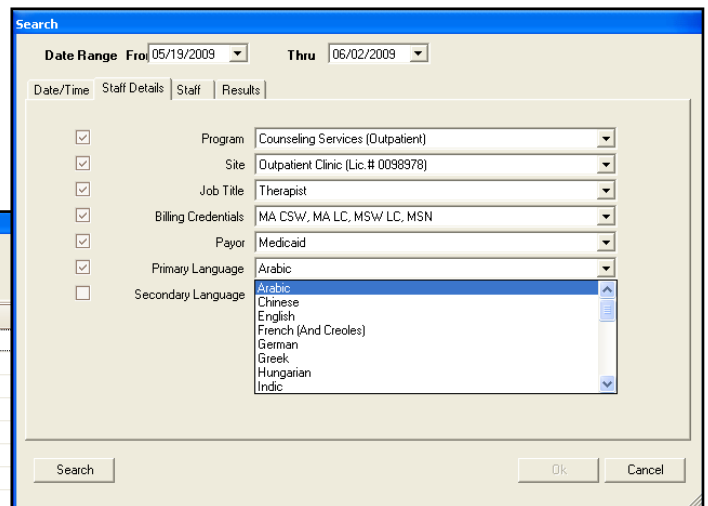 Search
Date Range Fro 05/19/2009 Thru 06/02/2009
Date/Time Staff Details Staff Results
Program Counseling Services (Outpatient)
Site Outpatient Clinic (Lic.# 0098978)
Job Title Therapist
Billing Credentials MA CSW, MA LC, MSW LC, MSN
Payor Medicaid
Primary Language Arabic
Secondary Language
Arabic
Chinese
English
French (And Creoles)
German
Greek
Hungarian
Indic
Search Ok Cancel